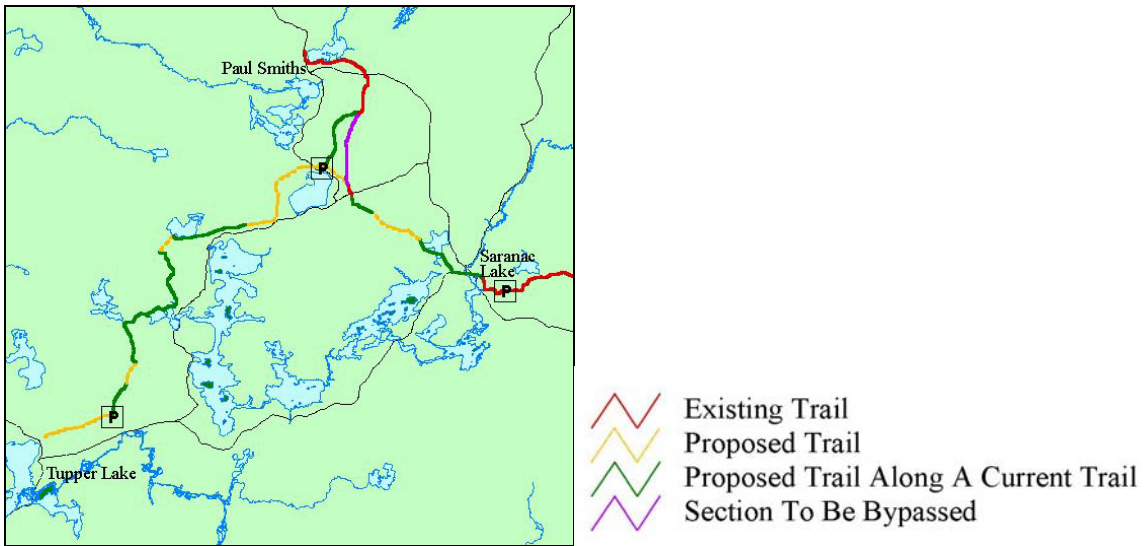 Paul Smiths
P
Saranac
Lake
P
P
Tupper Lake
Existing Trail
Proposed Trail
Proposed Trail Along A Current Trail
Section To Be Bypassed